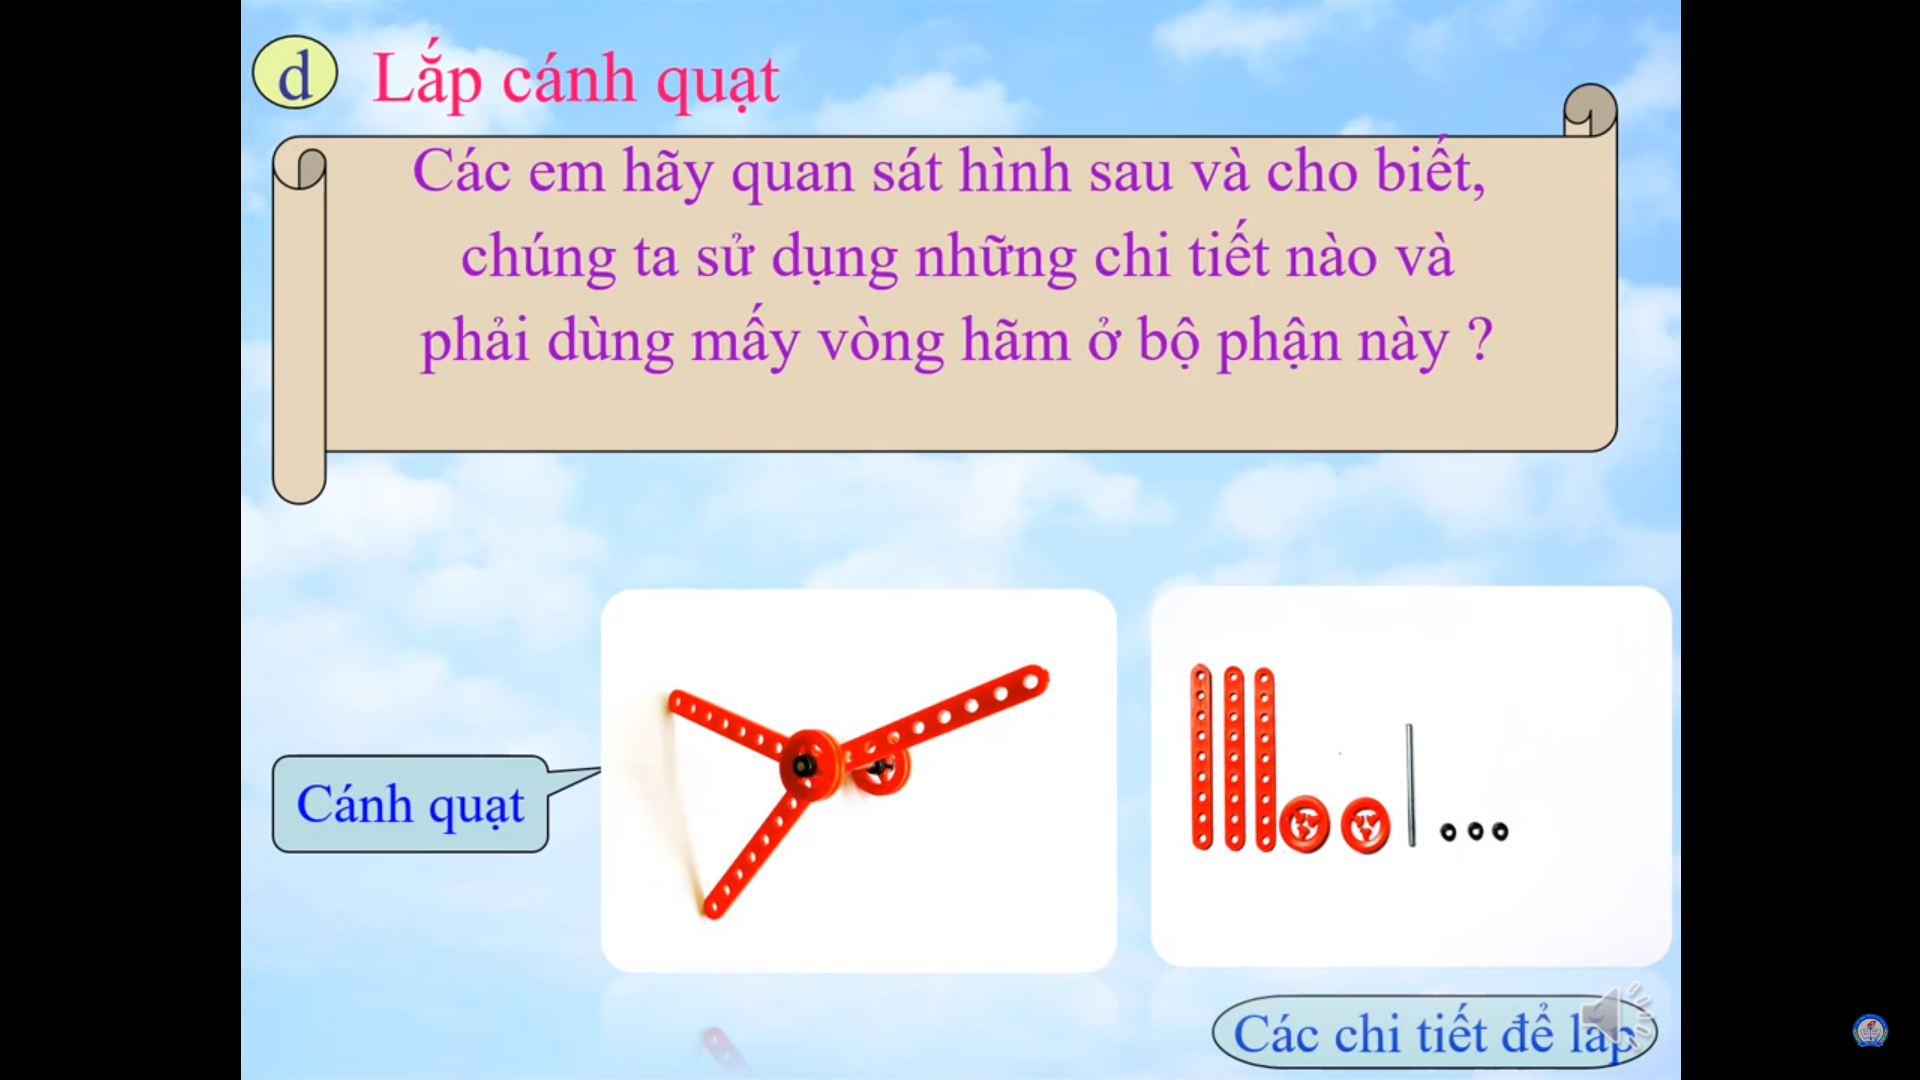 d
Lắp cánh quạt
Các em hãy quan sát hình sau và cho biết,
chúng ta sử dụng những chi tiết nào và
phải dùng mấy vòng hãm ở bộ phận này ?
Cánh quạt
Các chi tiết để lắp